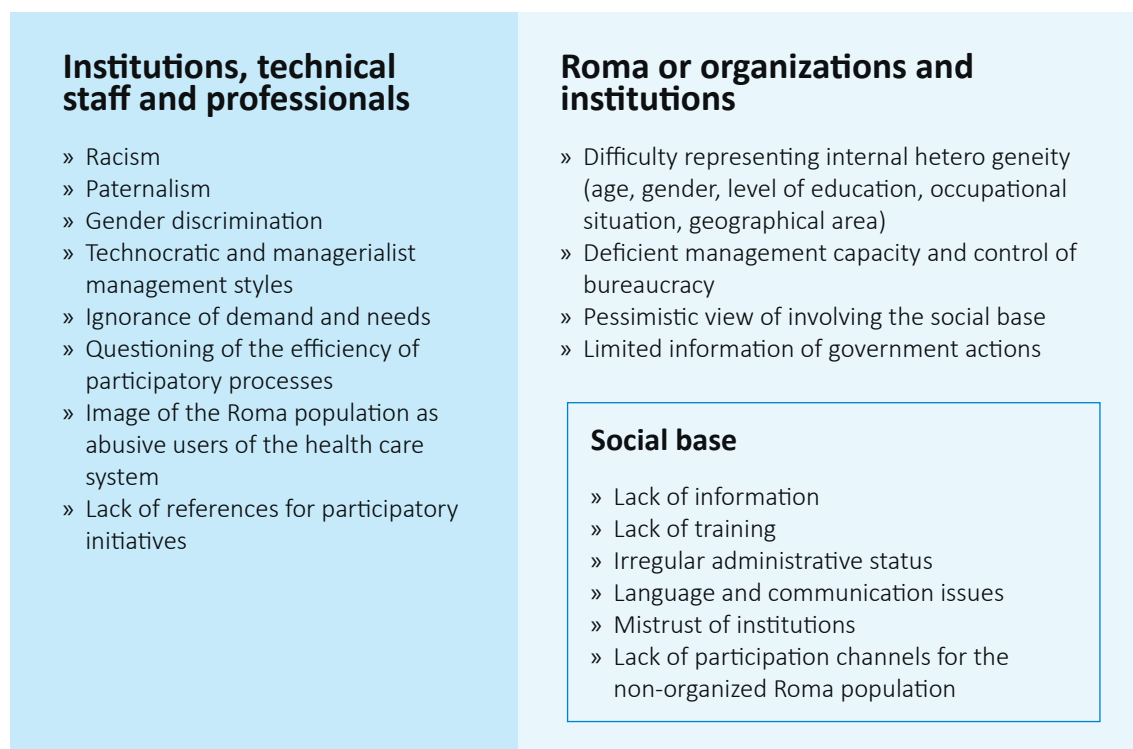 Institutions, technical
staff and professionals
» Racism
» Paternalism
» Gender discrimination
» Technocratic and managerialist
management styles
» Ignorance of demand and needs
» Questioning of the efficiency of
participatory processes
» Image of the Roma population as
abusive users of the health care
system
» Lack of references for participatory
initiatives
Roma or organizations and
institutions
» Difficulty representing internal hetero geneity
(age, gender, level of education, occupational
situation, geographical area)
» Deficient management capacity and control of
bureaucracy
» Pessimistic view of involving the social base
» Limited information of government actions
Social base
» Lack of information
» Lack of training
» Irregular administrative status
» Language and communication issues
» Mistrust of institutions
» Lack of participation channels for the
non-organized Roma population